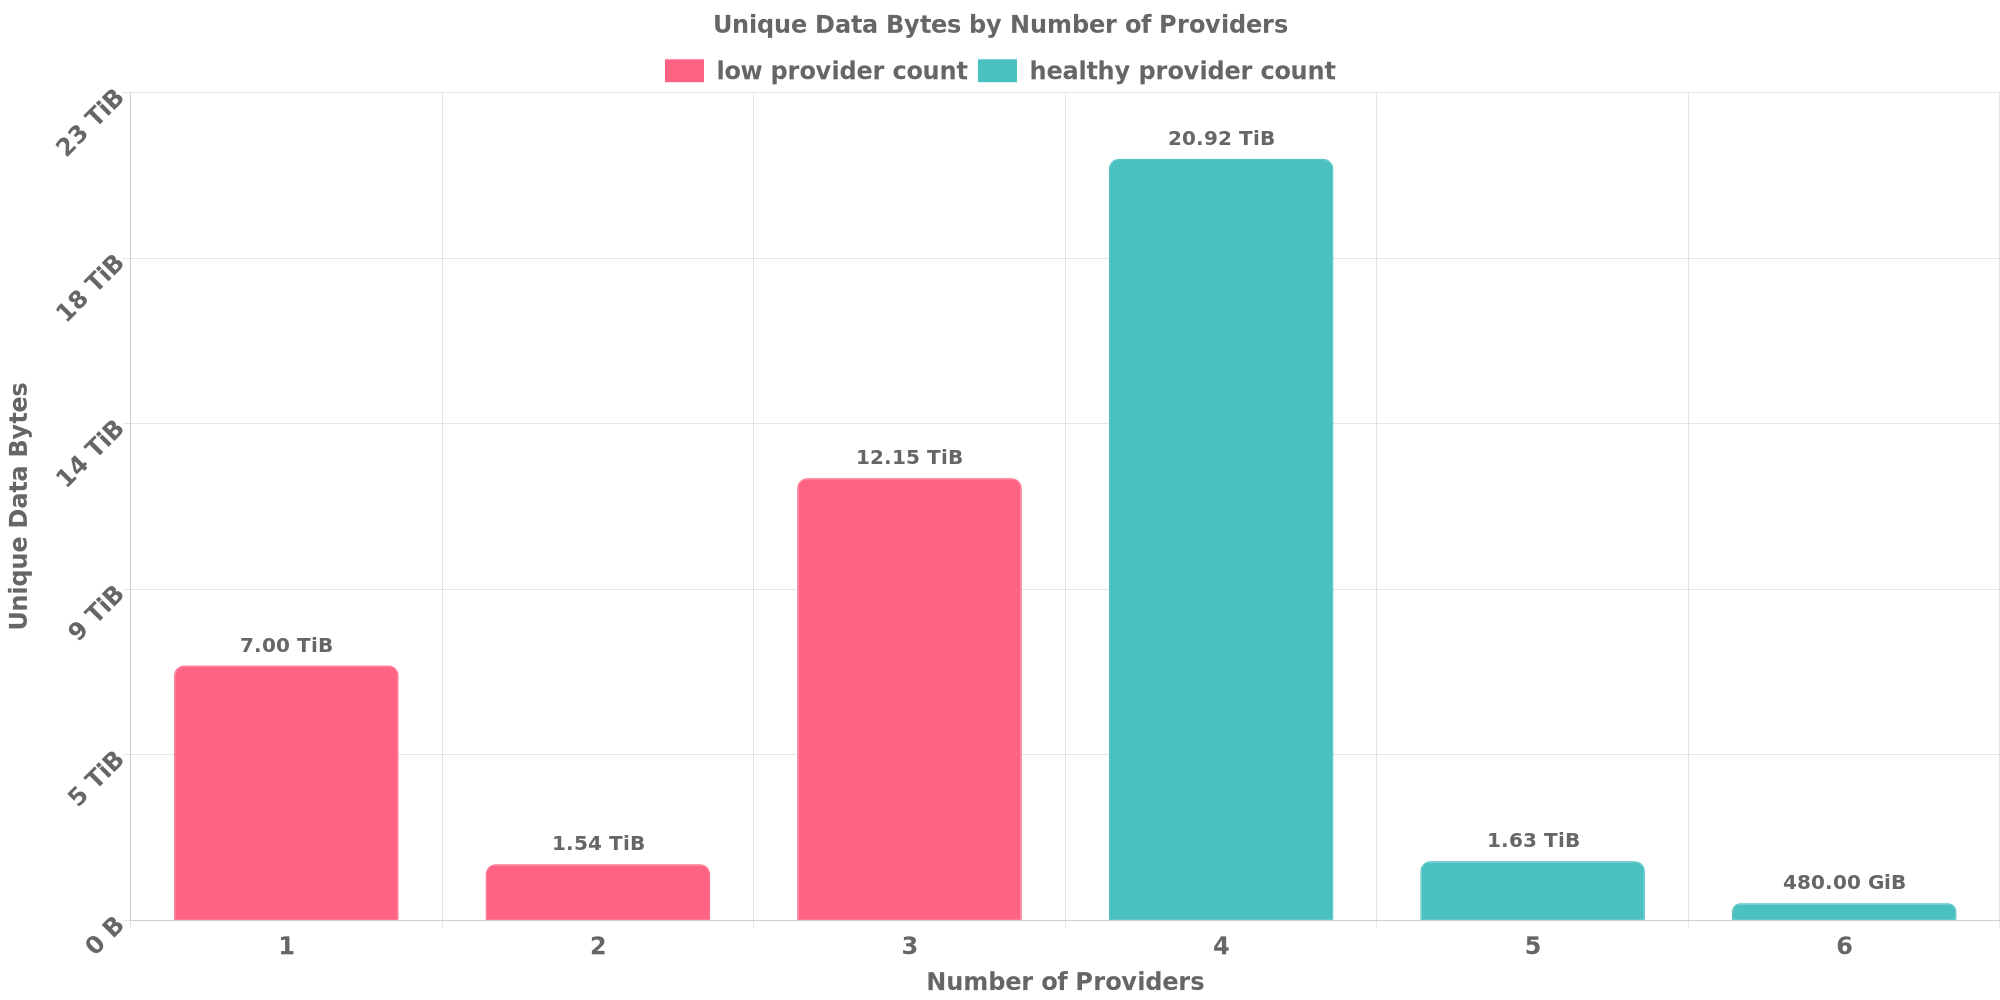 Unique Data Bytes by Number of Providers
low provider count healthy provider count
23 TiB
18 TiB
14 TiB
9 TiB
5 TiB
0 B
Unique Data Bytes
7.00 TiB
1.54 TiB
12.15 TiB
20.92 TiB
1.63 TiB
480.00 GiB
1 2 3 4 5 6
Number of Providers